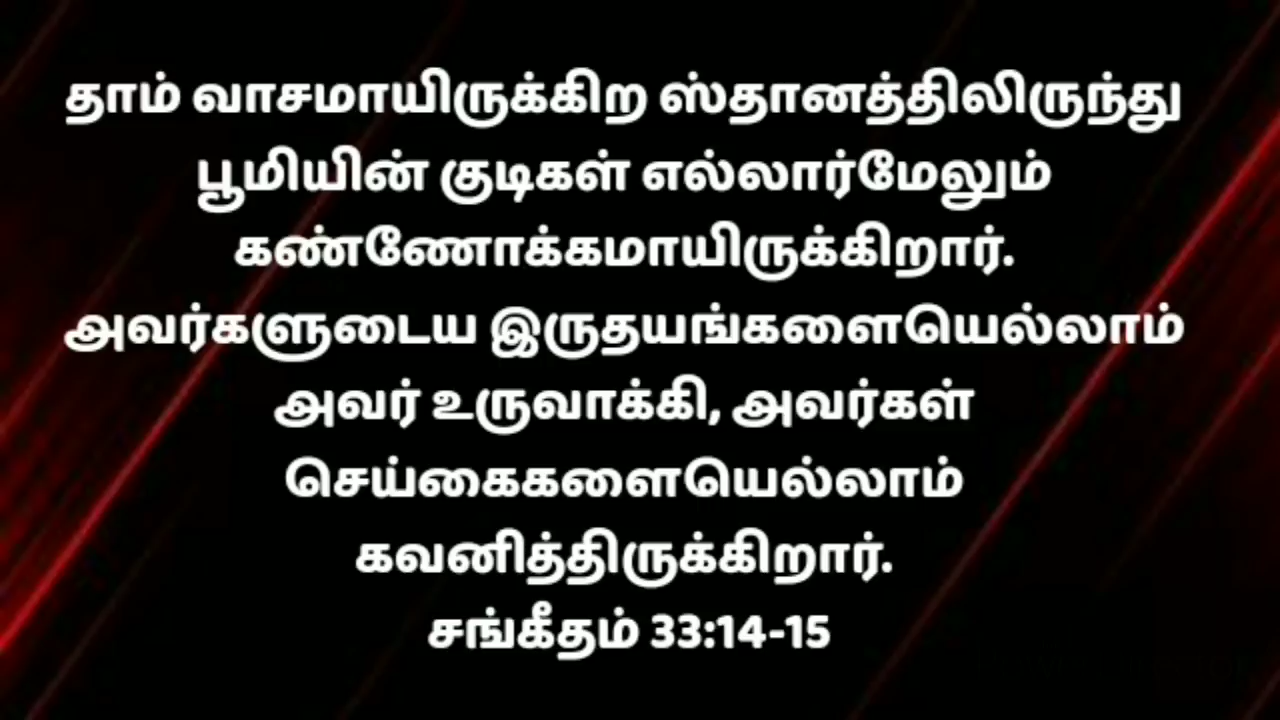 தாம் வாசமாயிருக்கிற ஸ்தானத்திலிருந்து
பூமியின் குடிகள் எல்லார்மேலும்
கண்ணோக்கமாயிருக்கிறார்.
அவர்களுடைய இருதயங்களையெல்லாம்
அவர் உருவாக்கி, அவர்கள்
செய்கைகளையெல்லாம்
கவனித்திருக்கிறார்.
சங்கீதம் 33:14-15